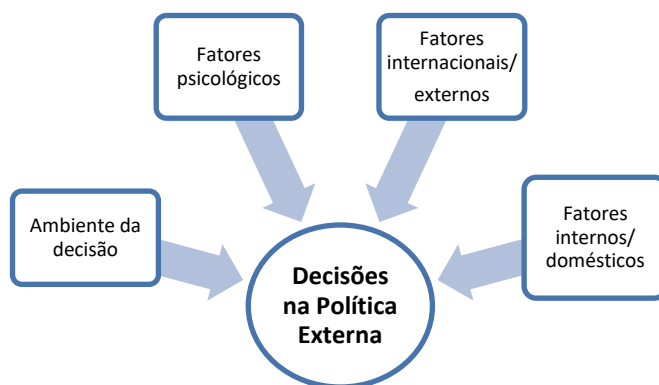 Fatores
psicológicos
Fatores
internacionais/
externos
Ambiente da
decisão
Fatores
internos/
domésticos
Decisões
na Política
Externa